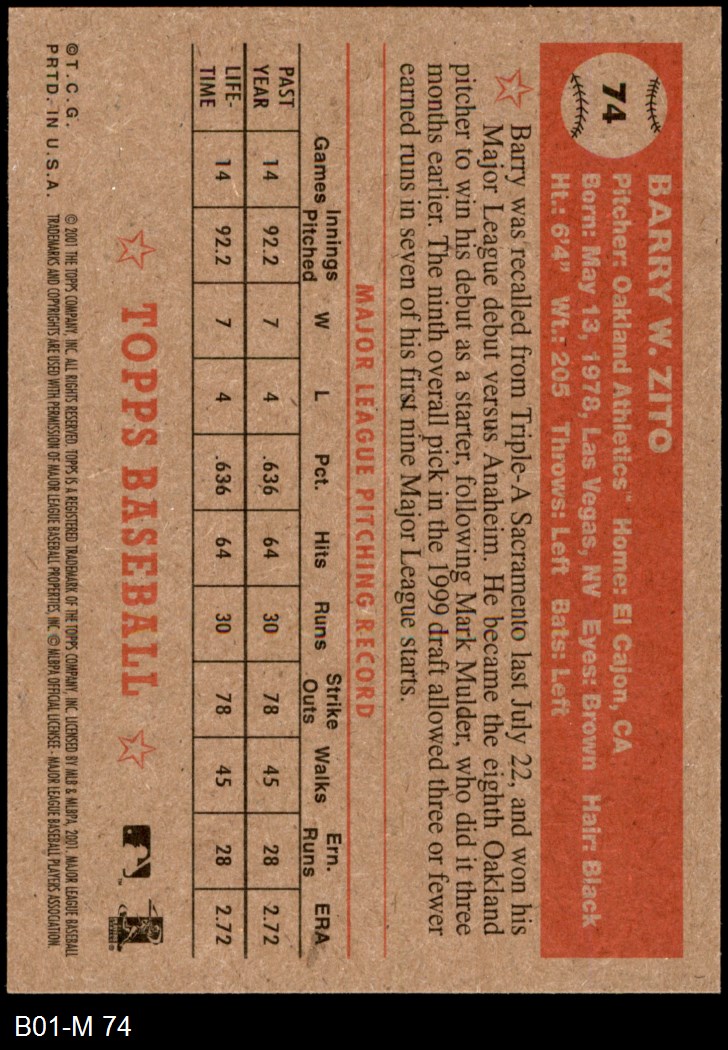 74
BARRY W. ZITO
Pitcher: Oakland Athletics™ Home: El Cajon, CA
Born: May 13, 1978, Las Vegas, NV Eyes: Brown Hair: Black
Ht.: 6'4" Wt.: 205 Throws: Left Bats: Left
Barry was recalled from Triple-A Sacramento last July 22, and won his
Major League debut versus Anaheim. He became the eighth Oakland
pitcher to win his debut as a starter, following Mark Mulder, who did it three
months earlier. The ninth overall pick in the 1999 draft allowed three or fewer
earned runs in seven of his first nine Major League starts.
MAJOR LEAGUE PITCHING RECORD
Games Innings Pitched W L Pct. Hits Runs Strike Outs Walks Ern. Runs ERA
PAST YEAR 14 92.2 7 4 .636 64 30 78 45 28 2.72
LIFE-TIME 14 92.2 7 4 .636 64 30 78 45 28 2.72
TOPPS BASEBALL
© T.C.G. © 2001 THE TOPPS COMPANY, INC. ALL RIGHTS RESERVED. TOPPS IS A REGISTERED TRADEMARK OF THE TOPPS COMPANY, INC. LICENSED BY MLB & MLBPA, 2001. MAJOR LEAGUE BASEBALL
PRTD. IN U.S.A. TRADEMARKS AND COPYRIGHTS ARE USED WITH PERMISSION OF MAJOR LEAGUE BASEBALL PROPERTIES, INC. © MLBPA OFFICIAL LICENSEE - MAJOR LEAGUE BASEBALL PLAYERS ASSOCIATION.
B01-M 74